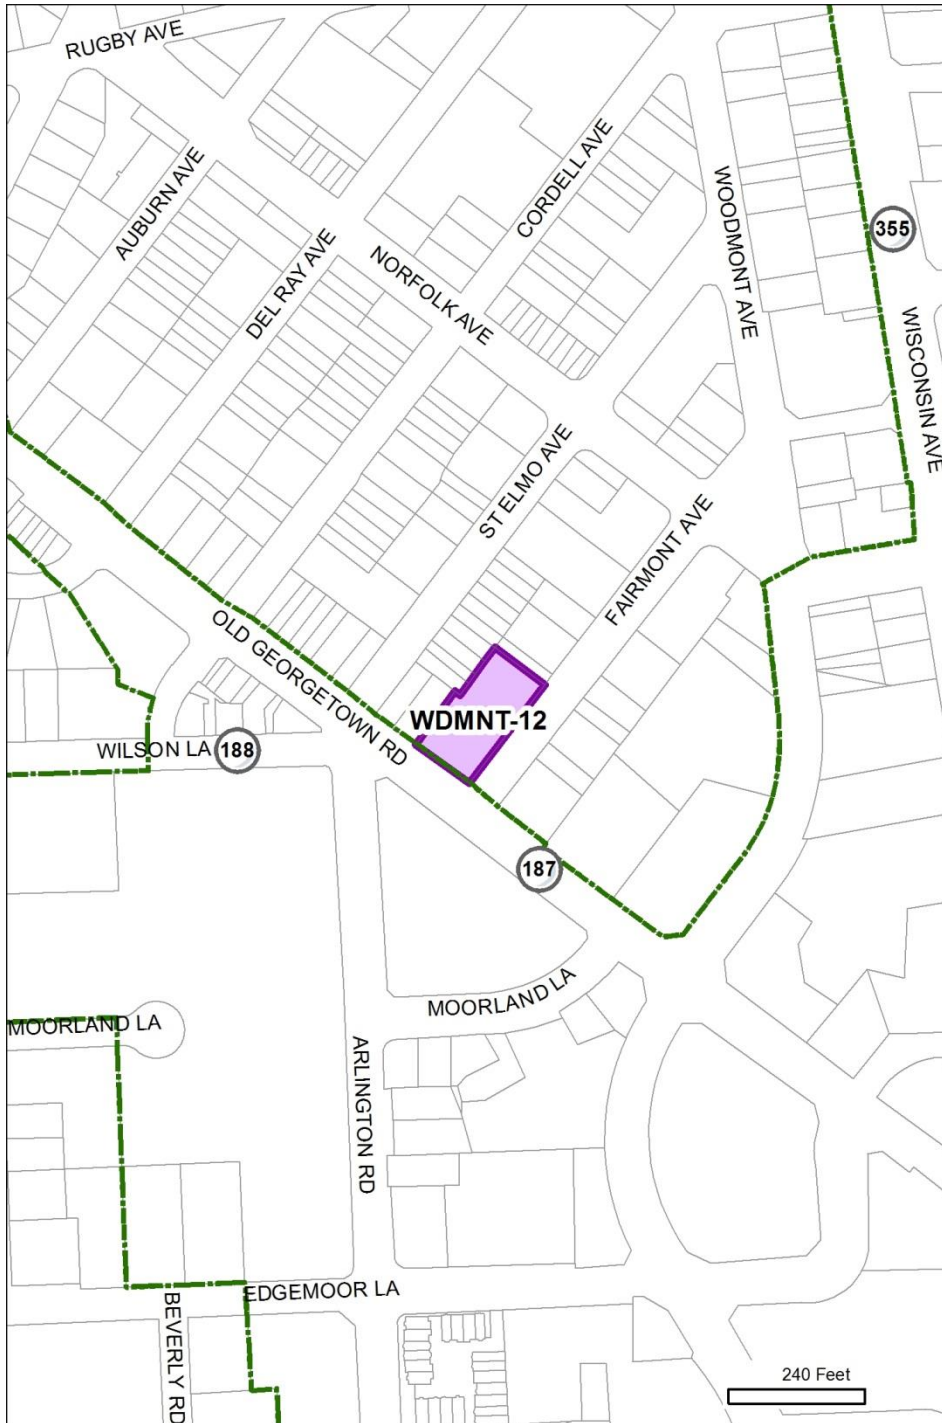 RUGBY AVE
AUBURN AVE
CORDELL AVE
WOODMONT AVE
355
DEL RAY AVE
NORFOLK AVE
WISCONSIN AVE
ST ELMO AVE
FAIRMONT AVE
OLD GEORGETOWN RD
WDMNT-12
WILSON LA
188
187
MOORLAND LA
MOORLAND LA
ARLINGTON RD
EDGEMOOR LA
BEVERLY RD
240 Feet